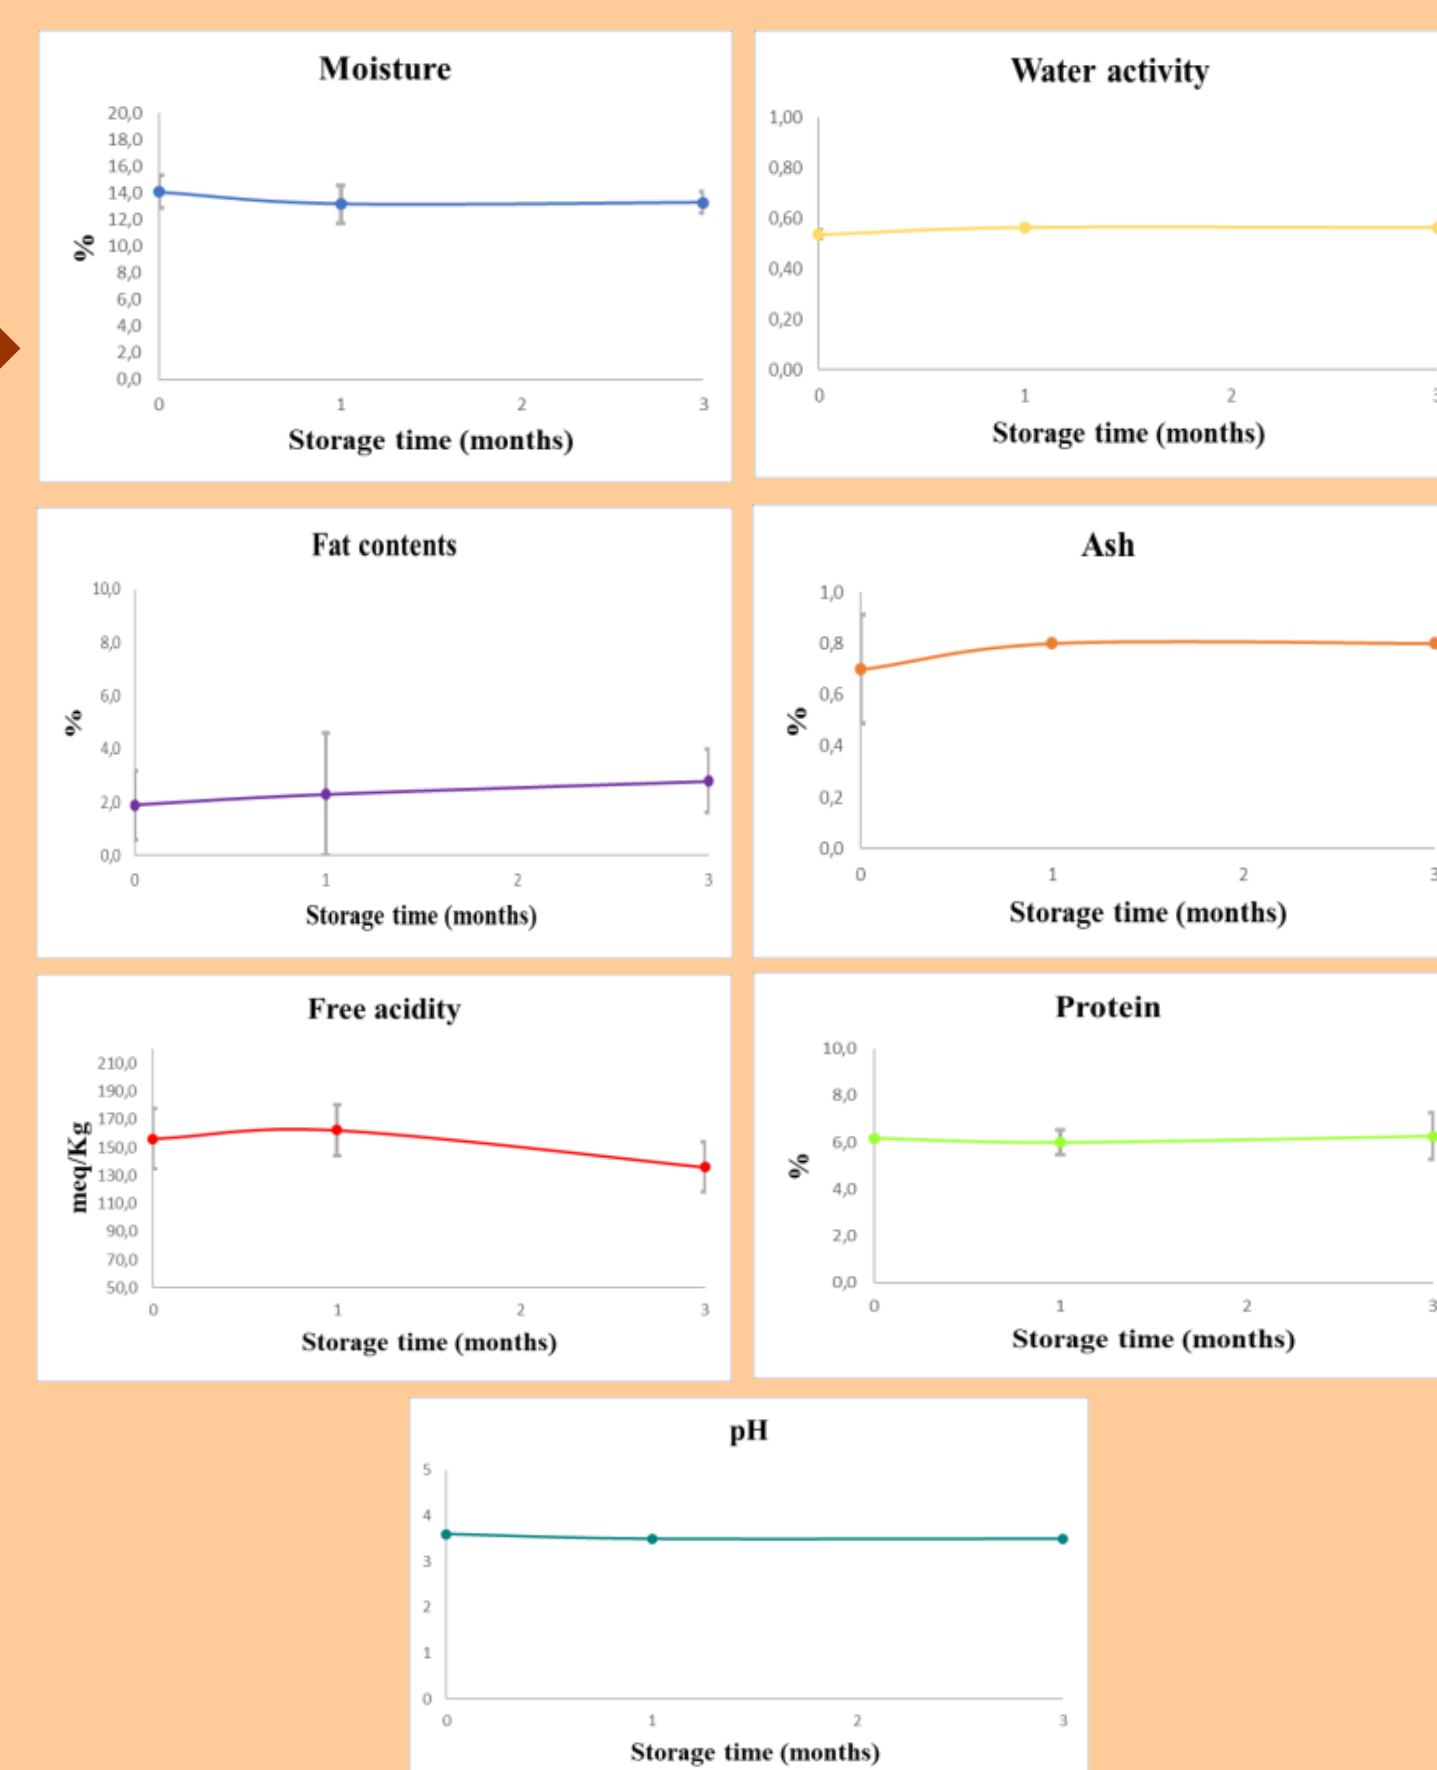 Moisture
20,0
18,0
16,0
14,0
12,0
10,0
8,0
6,0
4,0
2,0
0,0
%
0 1 2 3
Storage time (months)
Water activity
1,00
0,80
0,60
0,40
0,20
0,00
0 1 2 3
Storage time (months)
Fat contents
10,0
8,0
6,0
4,0
2,0
0,0
%
0 1 2 3
Storage time (months)
Ash
1,0
0,8
0,6
0,4
0,2
0,0
%
0 1 2 3
Storage time (months)
Free acidity
210,0
190,0
170,0
150,0
130,0
110,0
90,0
70,0
50,0
meq/Kg
0 1 2 3
Storage time (months)
Protein
10,0
8,0
6,0
4,0
2,0
0,0
%
0 1 2 3
Storage time (months)
pH
5
4
3
2
1
0
0 1 2 3
Storage time (months)